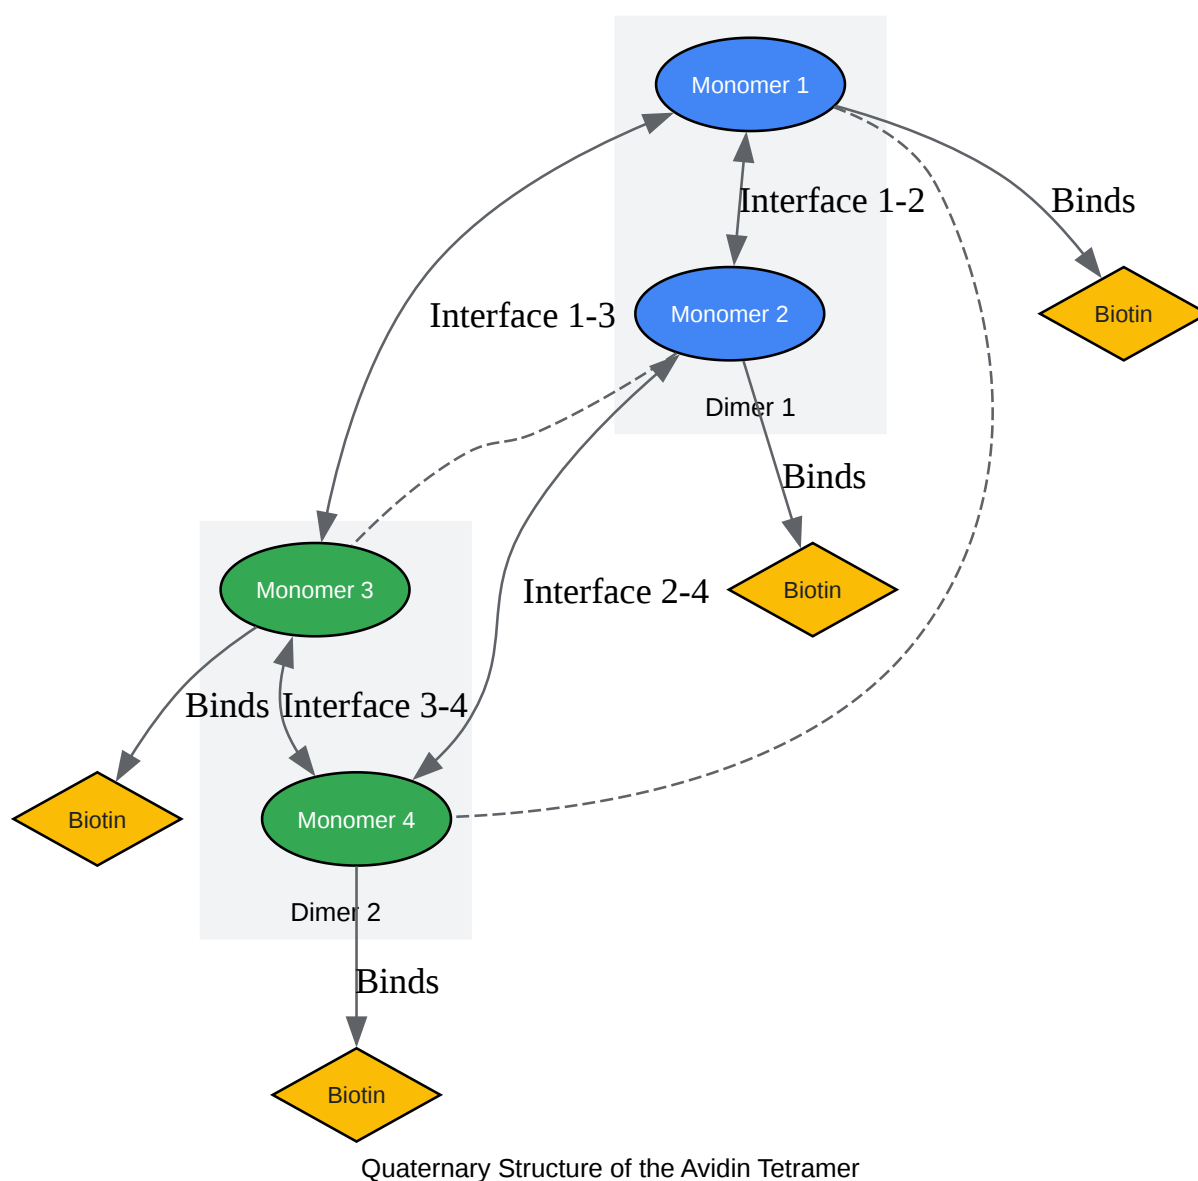 Monomer 1
Interface 1-2
Binds
Interface 1-3
Monomer 2
Biotin
Dimer 1
Binds
Monomer 3
Interface 2-4
Biotin
Binds
Interface 3-4
Biotin
Monomer 4
Dimer 2
Binds
Biotin
Quaternary Structure of the Avidin Tetramer